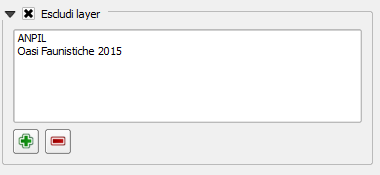 Escludi layer
ANPIL
Oasi Faunistiche 2015